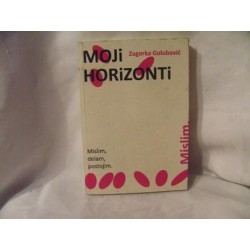 Zagorka Golubović
MOJi
HORiZONTi
Mislim,
delam,
postojim.
Mislim,